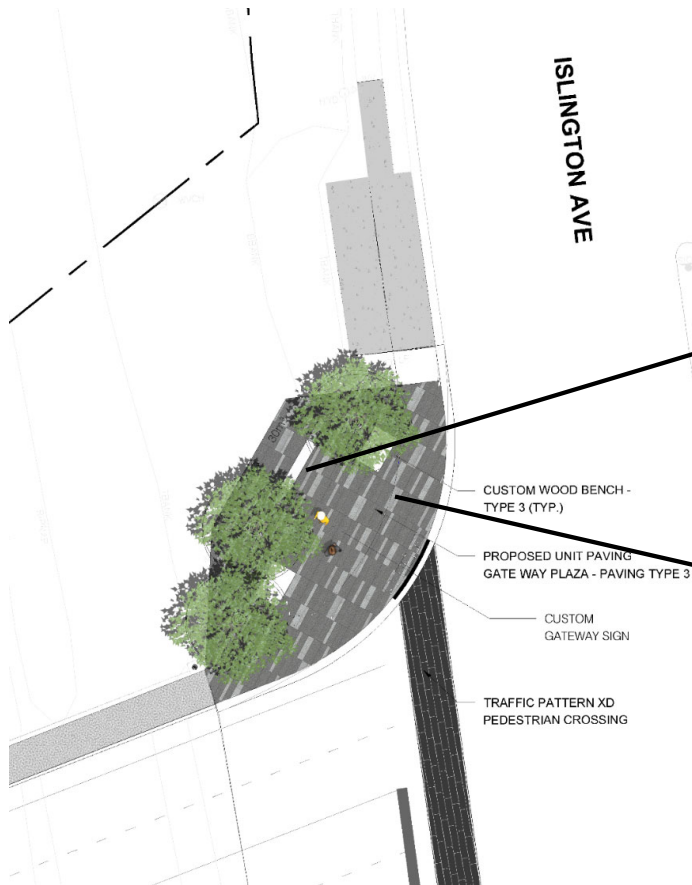 ISLINGTON AVE
CUSTOM WOOD BENCH -
TYPE 3 (TYP.)
PROPOSED UNIT PAVING
GATE WAY PLAZA - PAVING TYPE 3
CUSTOM
GATEWAY SIGN
TRAFFIC PATTERN XD
PEDESTRIAN CROSSING